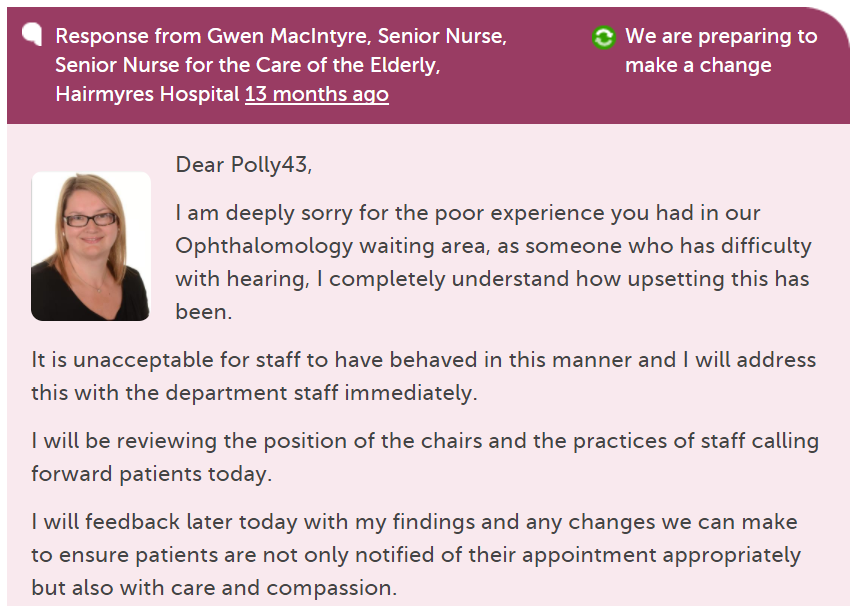 Response from Gwen MacIntyre, Senior Nurse,
Senior Nurse for the Care of the Elderly,
Hairmyres Hospital 13 months ago
We are preparing to
make a change
Dear Polly43,
I am deeply sorry for the poor experience you had in our
Ophthalomology waiting area, as someone who has difficulty
with hearing, I completely understand how upsetting this has
been.
It is unacceptable for staff to have behaved in this manner and I will address
this with the department staff immediately.
I will be reviewing the position of the chairs and the practices of staff calling
forward patients today.
I will feedback later today with my findings and any changes we can make
to ensure patients are not only notified of their appointment appropriately
but also with care and compassion.